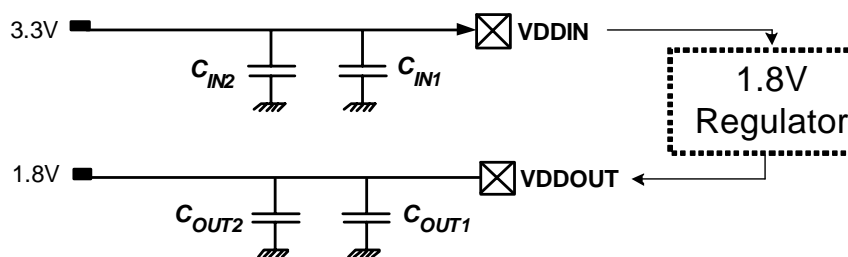 3.3V
VDDIN
C_IN2
C_IN1
1.8V
Regulator
1.8V
VDDOUT
C_OUT2
C_OUT1